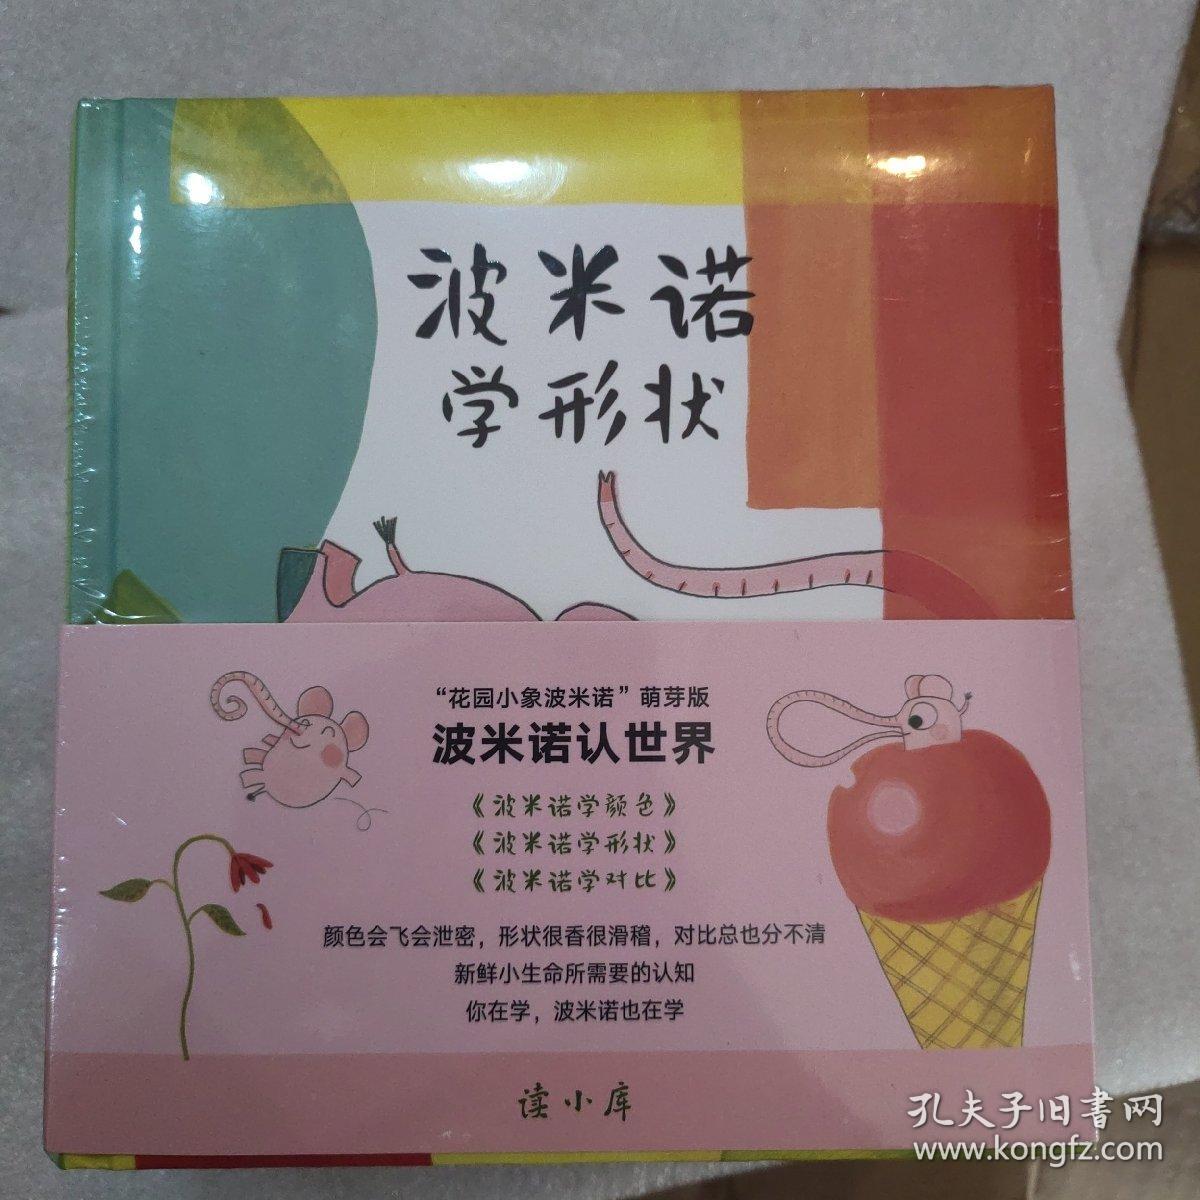 波米诺
学形状
“花园小象波米诺”萌芽版
波米诺认世界
《波米诺学颜色》
《波米诺学形状》
《波米诺学对比》
颜色会飞会泄密，形状很香很滑稽，对比总也分不清
新鲜小生命所需要的认知
你在学，波米诺也在学
读小库
孔夫子旧书网
www.kongfz.com